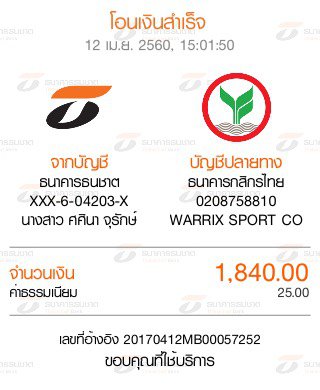 โอนเงินสำเร็จ
12 เม.ย. 2560, 15:01:50
จากบัญชี
ธนาคารธนชาต
XXX-6-04203-X
นางสาว ศศินา จุรักษ์
บัญชีปลายทาง
ธนาคารกสิกรไทย
0208758810
WARRIX SPORT CO
จำนวนเงิน 1,840.00
ค่าธรรมเนียม 25.00
เลขที่อ้างอิง 20170412MB00057252
ขอบคุณที่ใช้บริการ